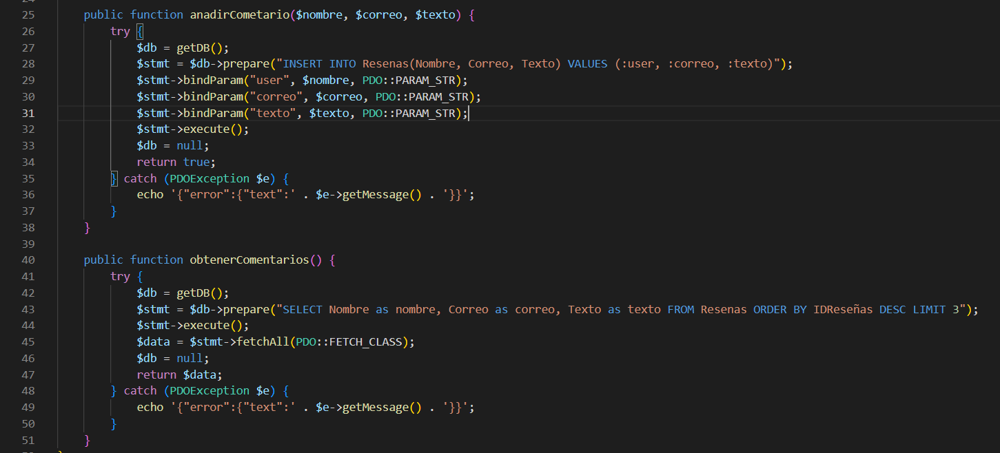 25 public function anadirCometario($nombre, $correo, $texto) {
26 try {
27 $db = getDB();
28 $stmt = $db->prepare("INSERT INTO Resenas(Nombre, Correo, Texto) VALUES (:user, :correo, :texto)");
29 $stmt->bindParam("user", $nombre, PDO::PARAM_STR);
30 $stmt->bindParam("correo", $correo, PDO::PARAM_STR);
31 $stmt->bindParam("texto", $texto, PDO::PARAM_STR);
32 $stmt->execute();
33 $db = null;
34 return true;
35 } catch (PDOException $e) {
36 echo '{"error":{"text":' . $e->getMessage() . '}}';
37 }
38 }
39
40 public function obtenerComentarios() {
41 try {
42 $db = getDB();
43 $stmt = $db->prepare("SELECT Nombre as nombre, Correo as correo, Texto as texto FROM Resenas ORDER BY IDReseñas DESC LIMIT 3");
44 $stmt->execute();
45 $data = $stmt->fetchAll(PDO::FETCH_CLASS);
46 $db = null;
47 return $data;
48 } catch (PDOException $e) {
49 echo '{"error":{"text":' . $e->getMessage() . '}}';
50 }
51 }